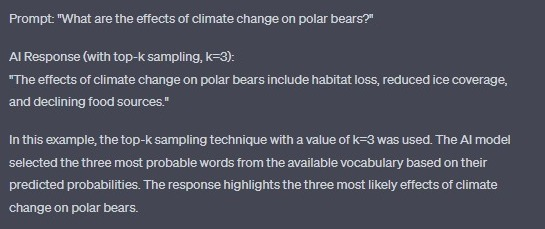 Prompt: "What are the effects of climate change on polar bears?"
AI Response (with top-k sampling, k=3):
"The effects of climate change on polar bears include habitat loss, reduced ice coverage,
and declining food sources."
In this example, the top-k sampling technique with a value of k=3 was used. The AI model
selected the three most probable words from the available vocabulary based on their
predicted probabilities. The response highlights the three most likely effects of climate
change on polar bears.